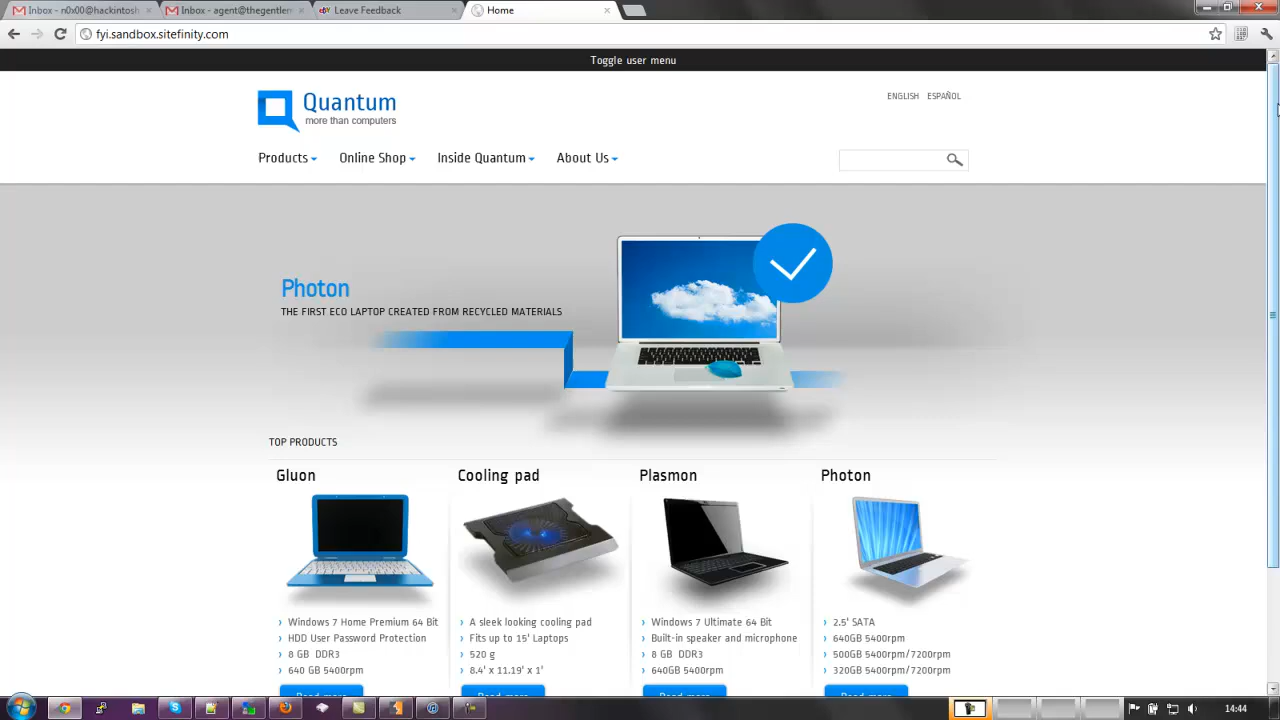 Inbox - n0x00@hackintosh
Inbox - agent@thegentlem
Leave Feedback
Home
fyi.sandbox.sitefinity.com
Toggle user menu
Quantum
more than computers
ENGLISH ESPAÑOL
Products Online Shop Inside Quantum About Us
Photon
THE FIRST ECO LAPTOP CREATED FROM RECYCLED MATERIALS
TOP PRODUCTS
Gluon
Windows 7 Home Premium 64 Bit
HDD User Password Protection
8 GB DDR3
640 GB 5400rpm
Read more
Cooling pad
A sleek looking cooling pad
Fits up to 15' Laptops
520 g
8.4' x 11.19' x 1'
Read more
Plasmon
Windows 7 Ultimate 64 Bit
Built-in speaker and microphone
8 GB DDR3
640GB 5400rpm
Read more
Photon
2.5' SATA
640GB 5400rpm
500GB 5400rpm/7200rpm
320GB 5400rpm/7200rpm
Read more
14:44